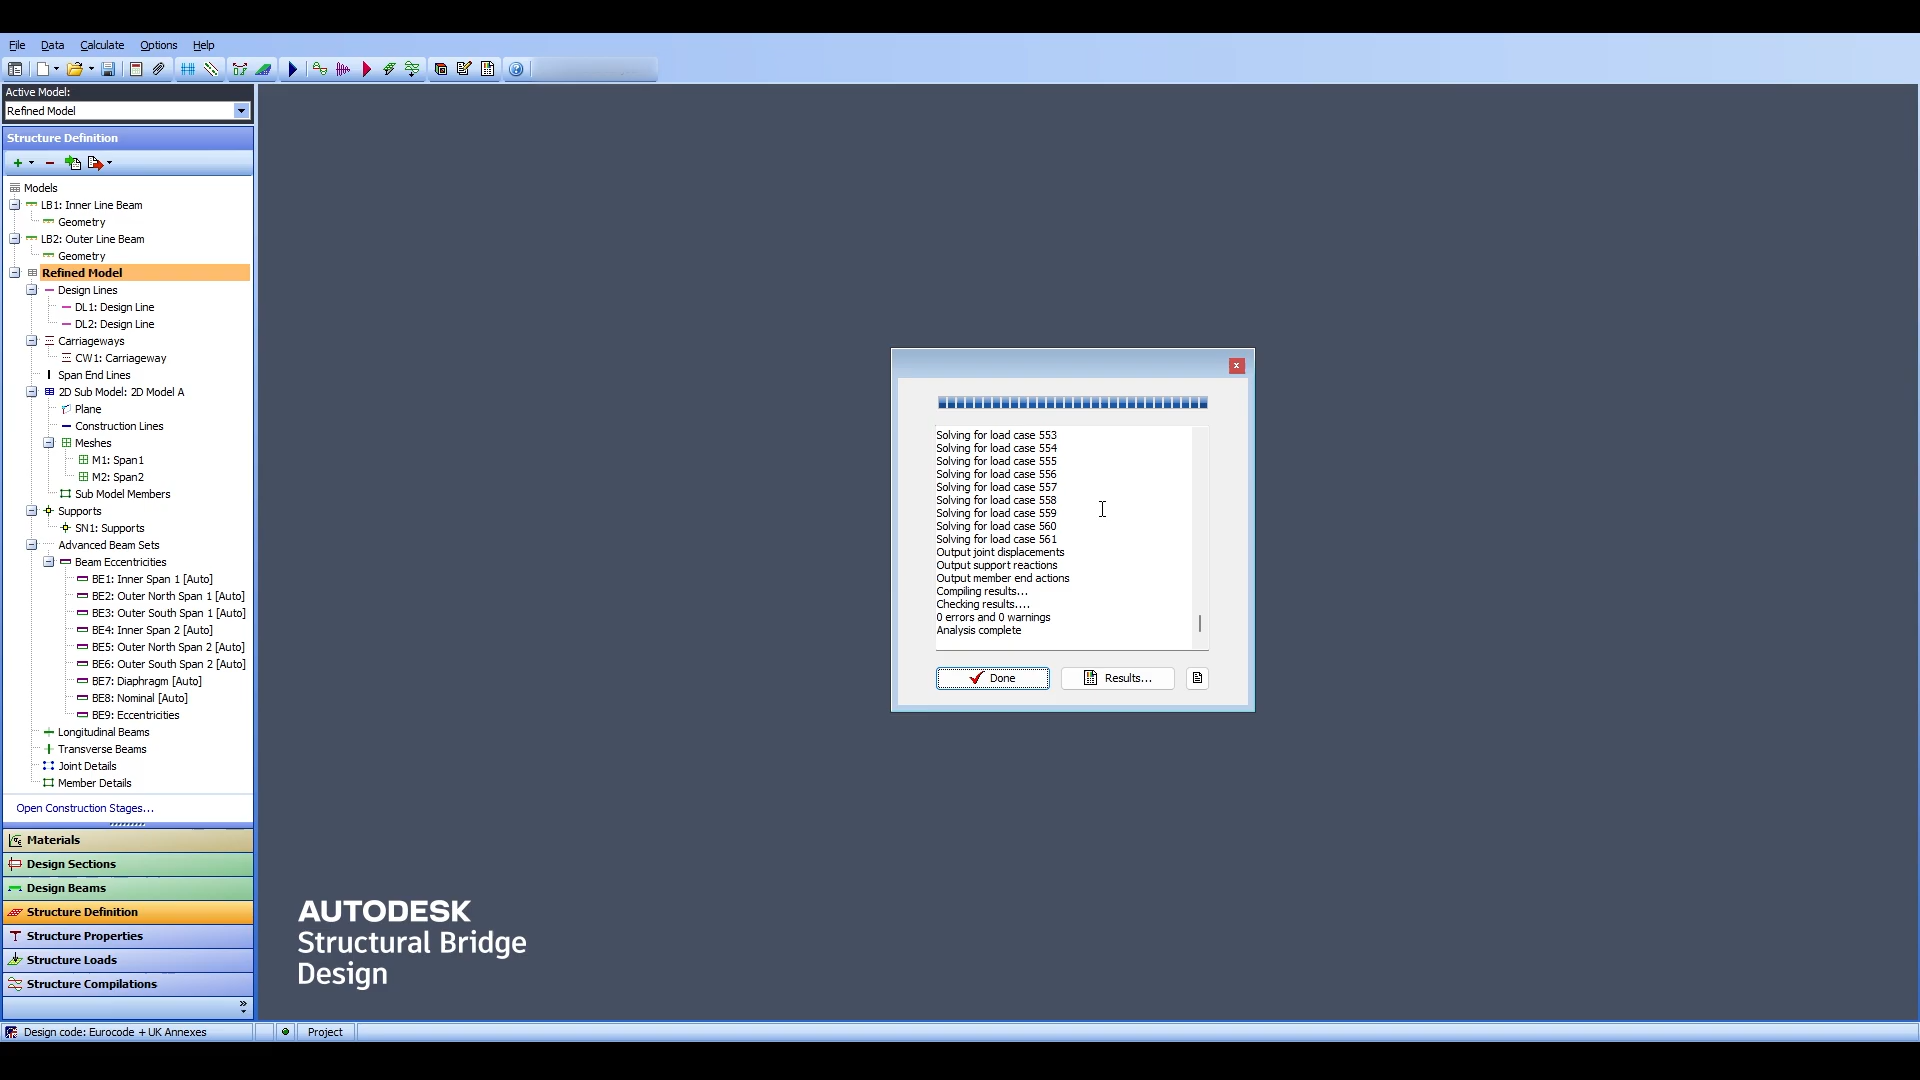 File Data Calculate Options Help
Active Model:
Refined Model
Structure Definition
Models
LB1: Inner Line Beam
Geometry
LB2: Outer Line Beam
Geometry
Refined Model
Design Lines
DL1: Design Line
DL2: Design Line
Carriageways
CW1: Carriageway
Span End Lines
2D Sub Model: 2D Model A
Plane
Construction Lines
Meshes
M1: Span1
M2: Span2
Sub Model Members
Supports
SN1: Supports
Advanced Beam Sets
Beam Eccentricities
BE1: Inner Span 1 [Auto]
BE2: Outer North Span 1 [Auto]
BE3: Outer South Span 1 [Auto]
BE4: Inner Span 2 [Auto]
BE5: Outer North Span 2 [Auto]
BE6: Outer South Span 2 [Auto]
BE7: Diaphragm [Auto]
BE8: Nominal [Auto]
BE9: Eccentricities
Longitudinal Beams
Transverse Beams
Joint Details
Member Details
Open Construction Stages...
Materials
Design Sections
Design Beams
Structure Definition
Structure Properties
Structure Loads
Structure Compilations
Solving for load case 553
Solving for load case 554
Solving for load case 555
Solving for load case 556
Solving for load case 557
Solving for load case 558
Solving for load case 559
Solving for load case 560
Solving for load case 561
Output joint displacements
Output support reactions
Output member end actions
Compiling results...
Checking results....
0 errors and 0 warnings
Analysis complete
Done Results...
AUTODESK
Structural Bridge
Design
Design code: Eurocode + UK Annexes Project